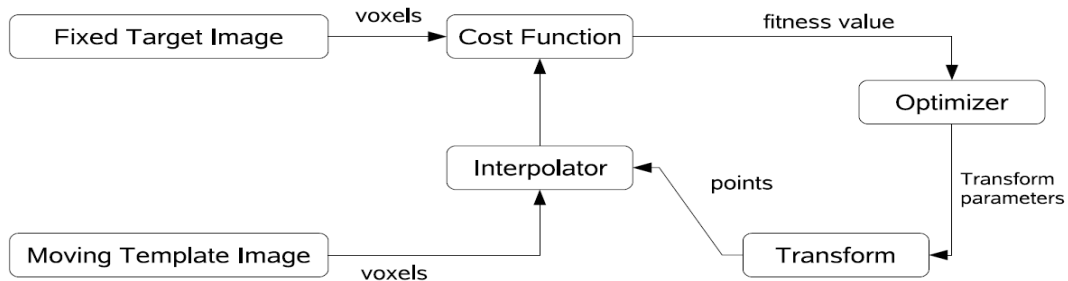 voxels
fitness value
Fixed Target Image
Cost Function
Optimizer
Interpolator
points
Transform
parameters
Moving Template Image
voxels
Transform